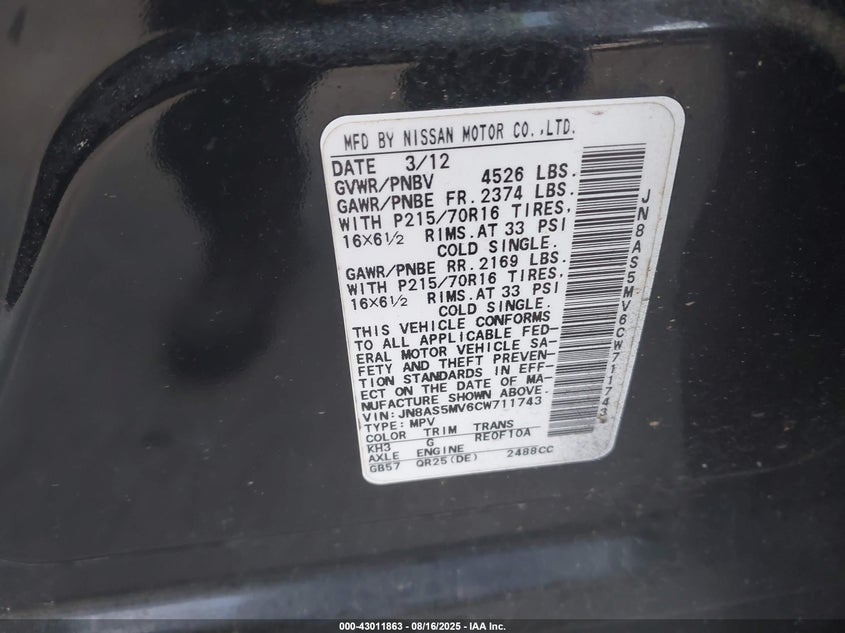 MFD BY NISSAN MOTOR CO.,LTD.
DATE 3/12
GVWR/PNBV 4526 LBS.
GAWR/PNBE FR. 2374 LBS.
WITH P215/70R16 TIRES,
16×6½ RIMS. AT 33 PSI
COLD SINGLE.
GAWR/PNBE RR. 2169 LBS.
WITH P215/70R16 TIRES,
16×6½ RIMS. AT 33 PSI
COLD SINGLE.
THIS VEHICLE CONFORMS
TO ALL APPLICABLE FED-
ERAL MOTOR VEHICLE SA-
FETY AND THEFT PREVEN-
TION STANDARDS IN EFF-
ECT ON THE DATE OF MA-
NUFACTURE SHOWN ABOVE.
VIN: JN8AS5MV6CW711743
TYPE: MPV
COLOR TRIM TRANS
KH3 G RE0F10A
AXLE ENGINE
GB57 QR25(DE) 2488CC
JN8AS5MV6CW711743
000-43011863 - 08/16/2025 - IAA Inc.